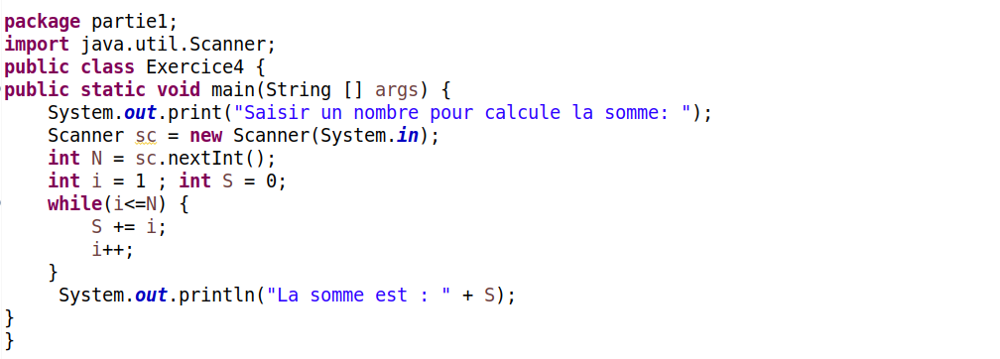 package partie1;
import java.util.Scanner;
public class Exercice4 {
public static void main(String [] args) {
    System.out.print("Saisir un nombre pour calcule la somme: ");
    Scanner sc = new Scanner(System.in);
    int N = sc.nextInt();
    int i = 1 ; int S = 0;
    while(i<=N) {
        S += i;
        i++;
    }
     System.out.println("La somme est : " + S);
}
}